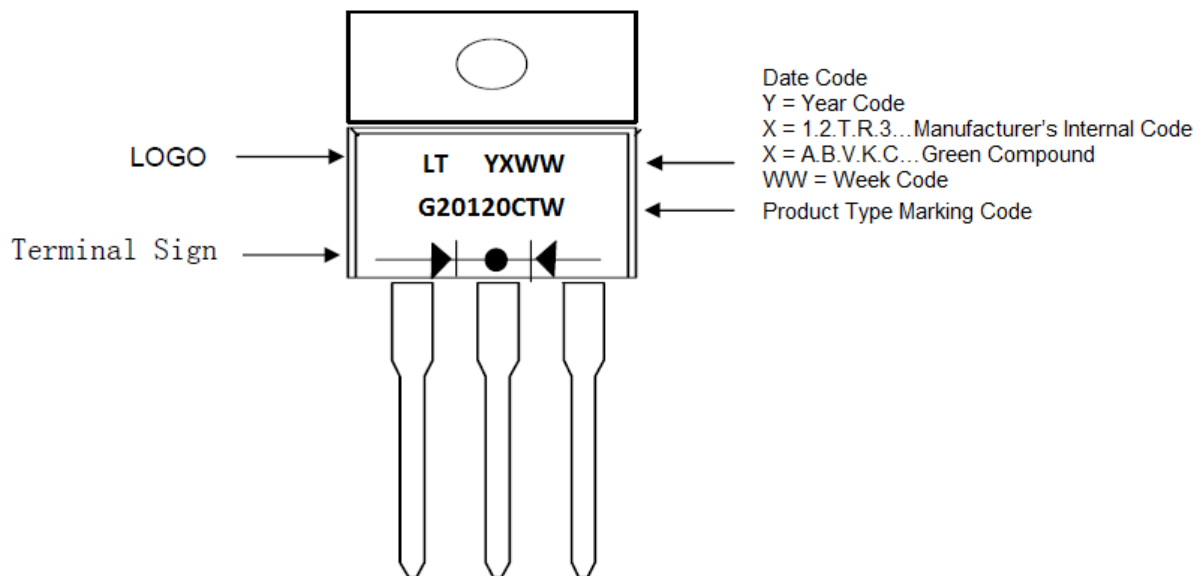 Date Code
Y = Year Code
X = 1.2.T.R.3...Manufacturer's Internal Code
X = A.B.V.K.C...Green Compound
WW = Week Code
LOGO
LT YXWW
G20120CTW
Product Type Marking Code
Terminal Sign